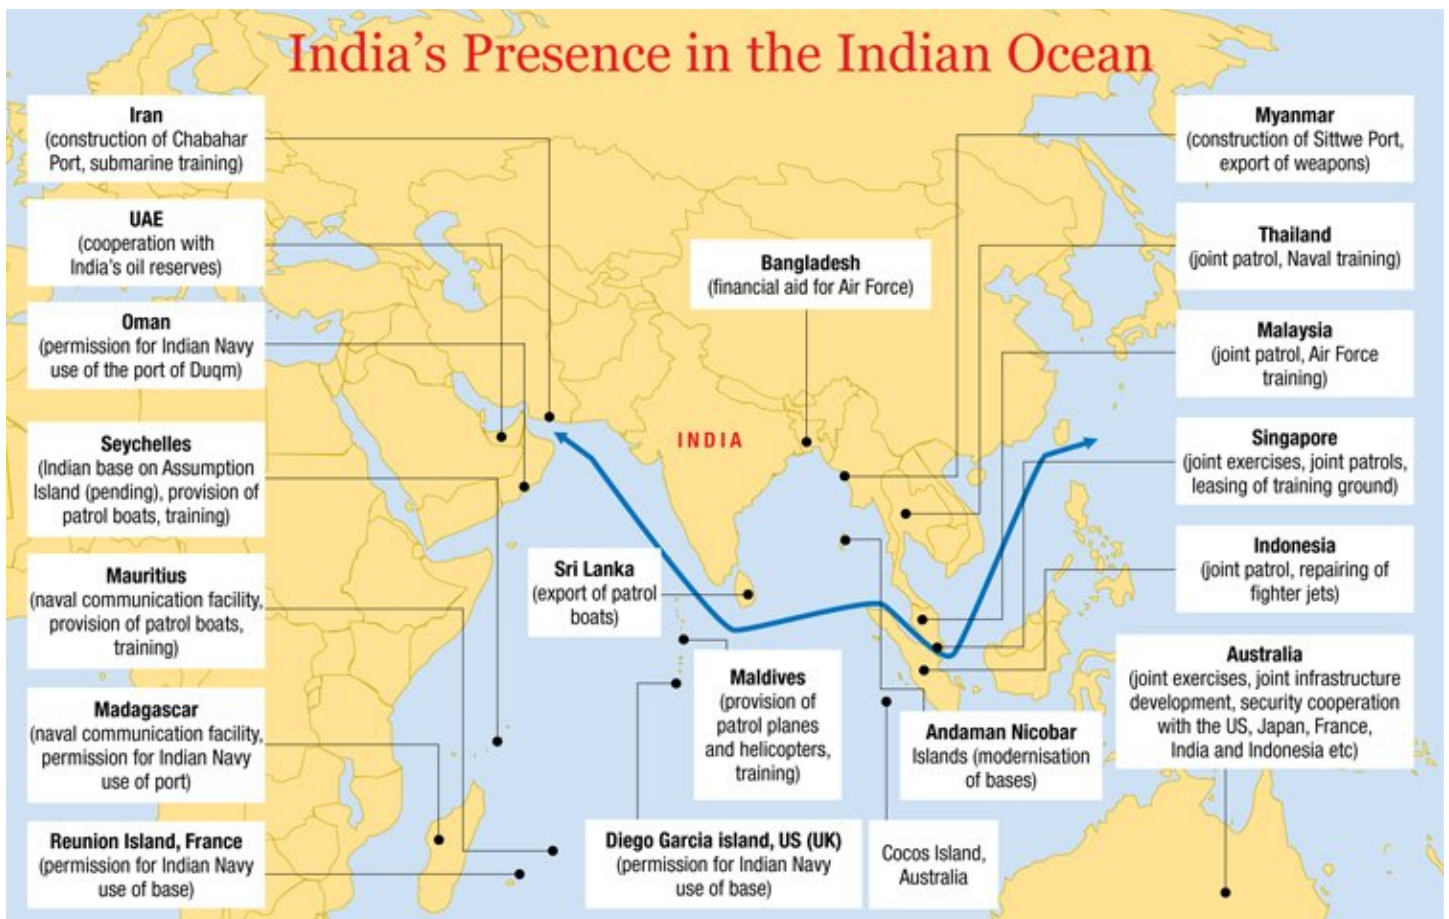 India's Presence in the Indian Ocean
Iran
(construction of Chabahar
Port, submarine training)
UAE
(cooperation with
India's oil reserves)
Oman
(permission for Indian Navy
use of the port of Duqm)
Seychelles
(Indian base on Assumption
Island (pending), provision of
patrol boats, training)
Mauritius
(naval communication facility,
provision of patrol boats,
training)
Madagascar
(naval communication facility,
permission for Indian Navy
use of port)
Reunion Island, France
(permission for Indian Navy
use of base)
Bangladesh
(financial aid for Air Force)
INDIA
Sri Lanka
(export of patrol
boats)
Maldives
(provision of
patrol planes
and helicopters,
training)
Diego Garcia island, US (UK)
(permission for Indian Navy
use of base)
Andaman Nicobar
Islands (modernisation
of bases)
Cocos Island,
Australia
Myanmar
(construction of Sittwe Port,
export of weapons)
Thailand
(joint patrol, Naval training)
Malaysia
(joint patrol, Air Force
training)
Singapore
(joint exercises, joint patrols,
leasing of training ground)
Indonesia
(joint patrol, repairing of
fighter jets)
Australia
(joint exercises, joint infrastructure
development, security cooperation
with the US, Japan, France,
India and Indonesia etc)